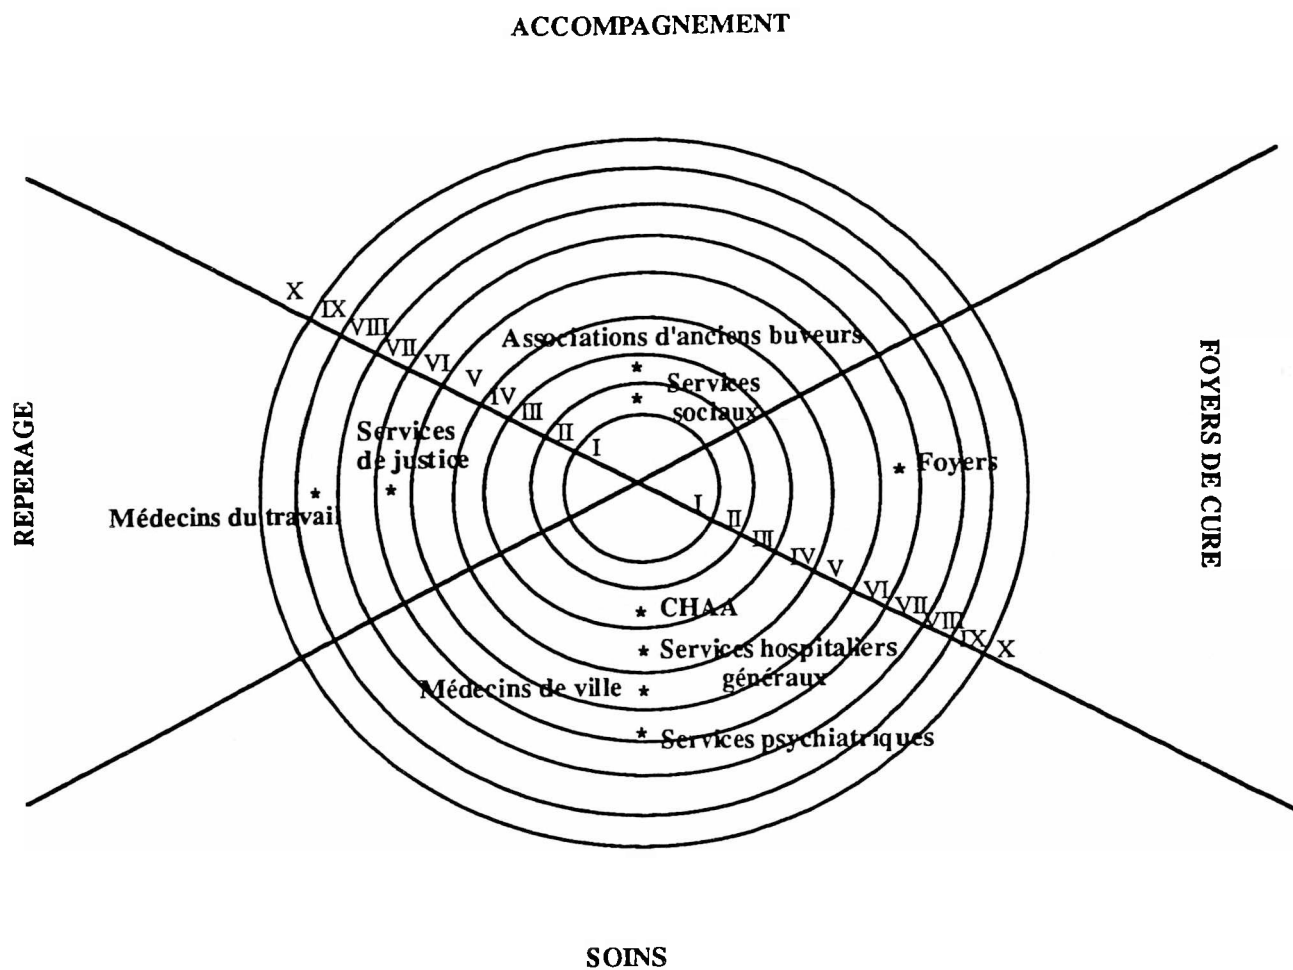 ACCOMPAGNEMENT
X
IX
VIII
VII
VI
V
IV
III
II
I
Associations d'anciens buveurs
*
Services
sociaux
*
REPERAGE
Services
de justice
*
*
Médecins du travail
* Foyers
FOYERS DE CURE
I
II
III
IV
V
VI
VII
VIII
IX
X
* CHAA
* Services hospitaliers
généraux
Médecins de ville *
* Services psychiatriques
SOINS